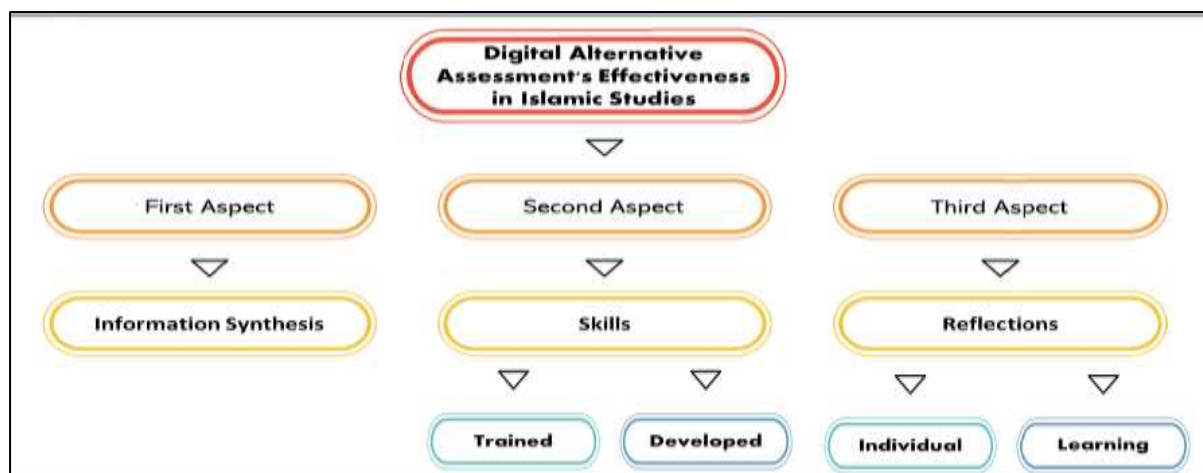 Digital Alternative
Assessment's Effectiveness
in Islamic Studies
First Aspect
Second Aspect
Third Aspect
Information Synthesis
Skills
Reflections
Trained
Developed
Individual
Learning